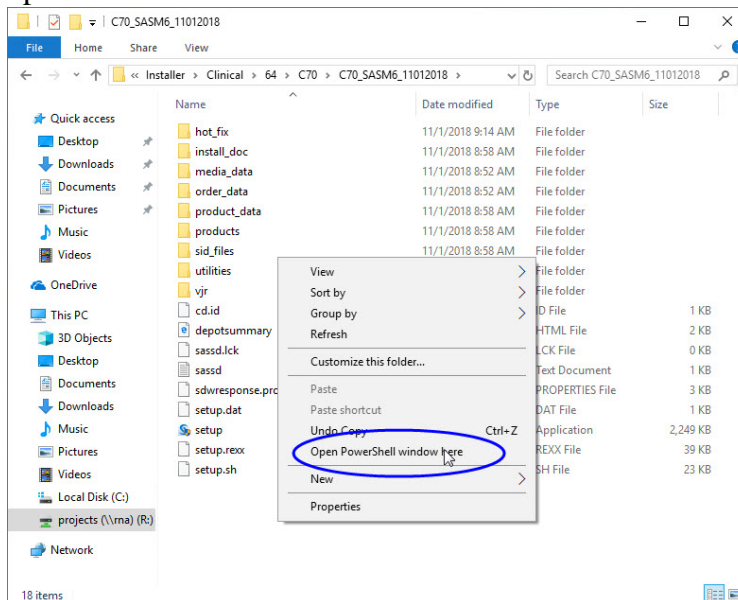 C70_SASM6_11012018
File Home Share View
« Installer > Clinical > 64 > C70 > C70_SASM6_11012018 > Search C70_SASM6_11012018
Name Date modified Type Size
Quick access
Desktop
Downloads
Documents
Pictures
Music
Videos
OneDrive
This PC
3D Objects
Desktop
Documents
Downloads
Music
Pictures
Videos
Local Disk (C:)
projects (\\rna) (R:)
Network
hot_fix 11/1/2018 9:14 AM File folder
install_doc 11/1/2018 8:58 AM File folder
media_data 11/1/2018 8:52 AM File folder
order_data 11/1/2018 8:52 AM File folder
product_data 11/1/2018 8:58 AM File folder
products 11/1/2018 8:58 AM File folder
sid_files 11/1/2018 8:58 AM File folder
utilities File folder
vjr File folder
cd.id ID File 1 KB
depotsummary HTML File 2 KB
sassd.lck LCK File 0 KB
sassd Text Document 1 KB
sdwresponse.pro PROPERTIES File 3 KB
setup.dat DAT File 1 KB
setup Application 2,249 KB
setup.rexx REXX File 39 KB
setup.sh SH File 23 KB
View
Sort by
Group by
Refresh
Customize this folder...
Paste
Paste shortcut
Undo Copy Ctrl+Z
Open PowerShell window here
New
Properties
18 items